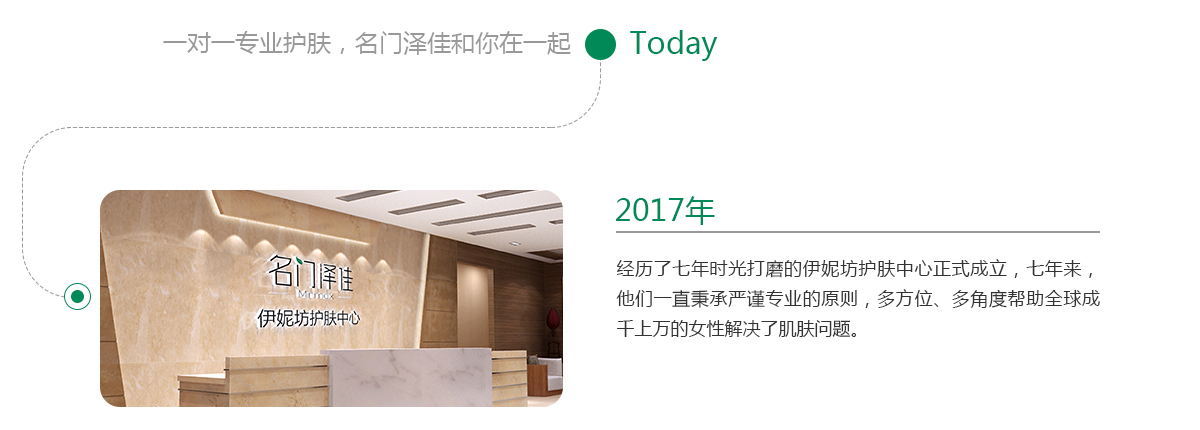 一对一专业护肤，名门泽佳和你在一起
Today
2017年
经历了七年时光打磨的伊妮坊护肤中心正式成立，七年来，
他们一直秉承严谨专业的原则，多方位、多角度帮助全球成
千上万的女性解决了肌肤问题。
名门泽佳
伊妮坊护肤中心